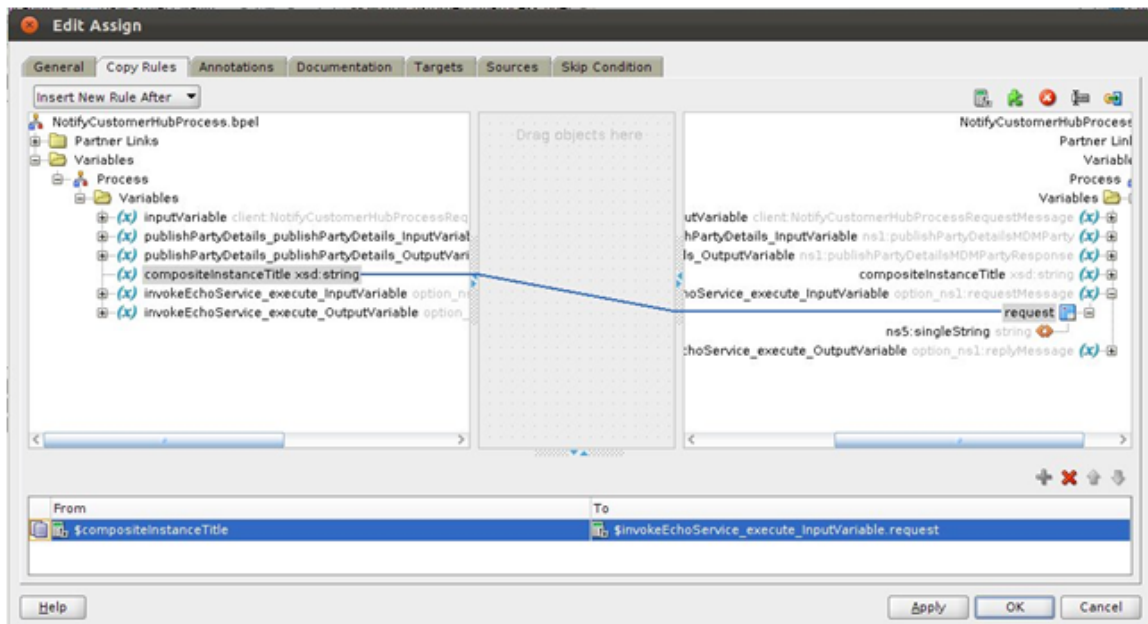 Edit Assign
General Copy Rules Annotations Documentation Targets Sources Skip Condition
Insert New Rule After
NotifyCustomerHubProcess.bpel
Partner Links
Variables
Process
Variables
inputVariable client:NotifyCustomerHubProcessReq
publishPartyDetails_publishPartyDetails_InputVariat
publishPartyDetails_publishPartyDetails_OutputVari
compositeInstanceTitle xsd:string
invokeEchoService_execute_InputVariable option_n
invokeEchoService_execute_OutputVariable option_
Drag objects here
NotifyCustomerHubProcess
Partner Linl
Variable
Process
Variables
utVariable client:NotifyCustomerHubProcessRequestMessage (x)
hPartyDetails_InputVariable ns1:publishPartyDetailsMDMParty (x)
ls_OutputVariable ns1:publishPartyDetailsMDMPartyResponse (x)
compositeInstanceTitle xsd:string (x)
hoService_execute_InputVariable option_ns1:requestMessage (x)
request
ns5:singleString string
choService_execute_OutputVariable option_ns1:replyMessage (x)
From To
$compositeInstanceTitle $invokeEchoService_execute_InputVariable.request
Help Apply OK Cancel